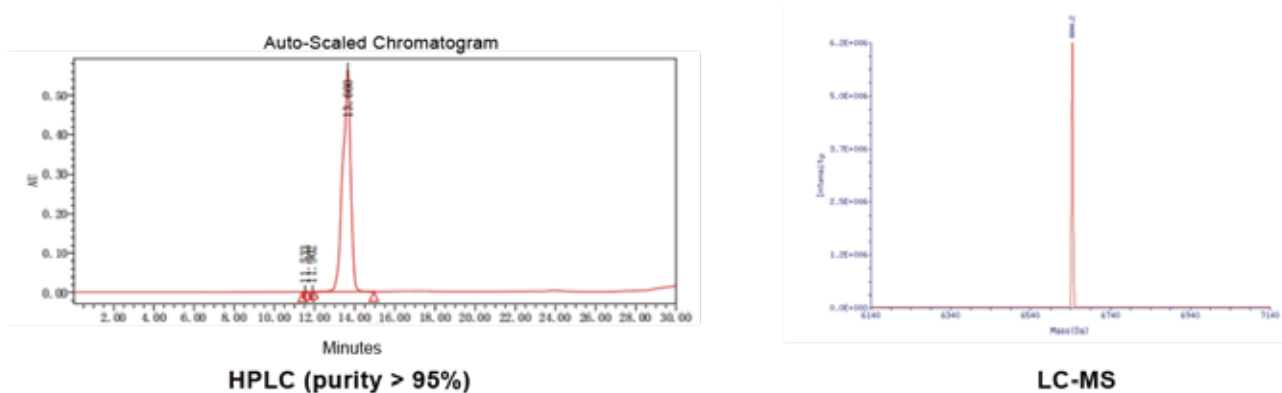 Auto-Scaled Chromatogram
AU
0.50
0.40
0.30
0.20
0.10
0.00
11.533
11.902
2.00 4.00 6.00 8.00 10.00 12.00 14.00 16.00 18.00 20.00 22.00 24.00 26.00 28.00 30.00
Minutes
HPLC (purity > 95%)
Intensity
6.2E+006
5.0E+006
3.7E+006
2.5E+006
1.2E+006
0.0E+000
6140 6340 6540 6740 6940 7140
Mass(Da)
LC-MS